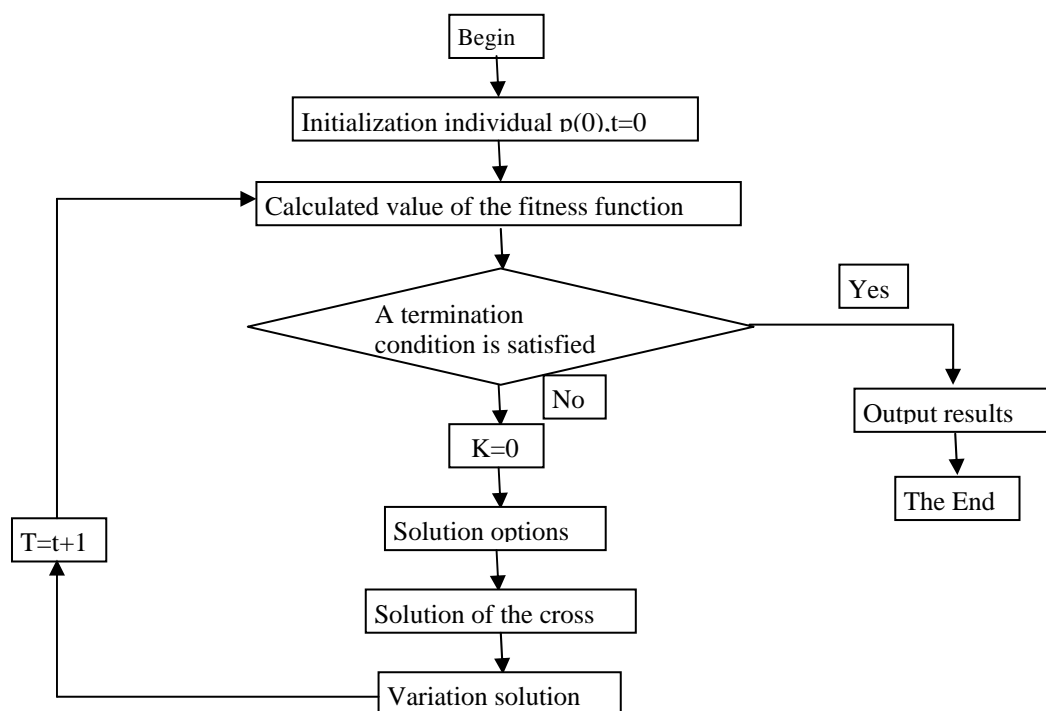 Begin
Initialization individual p(0),t=0
Calculated value of the fitness function
A termination
condition is satisfied
Yes
No
Output results
K=0
The End
Solution options
T=t+1
Solution of the cross
Variation solution